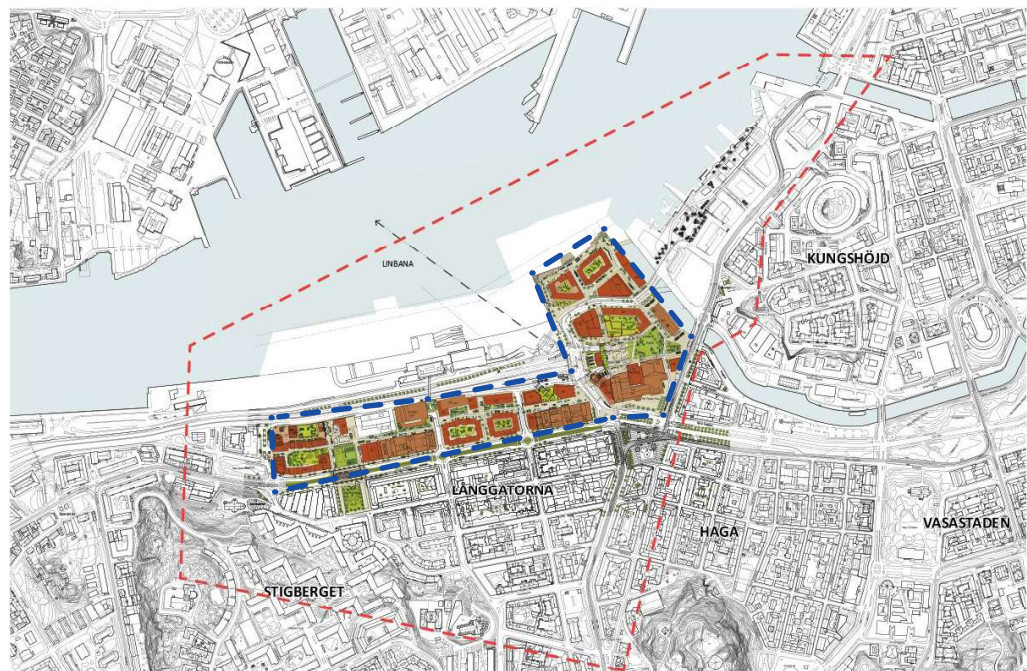 KUNGSHÖJD
LINBANA
LÅNGGATORNA
HAGA
VASASTADEN
STIGBERGET